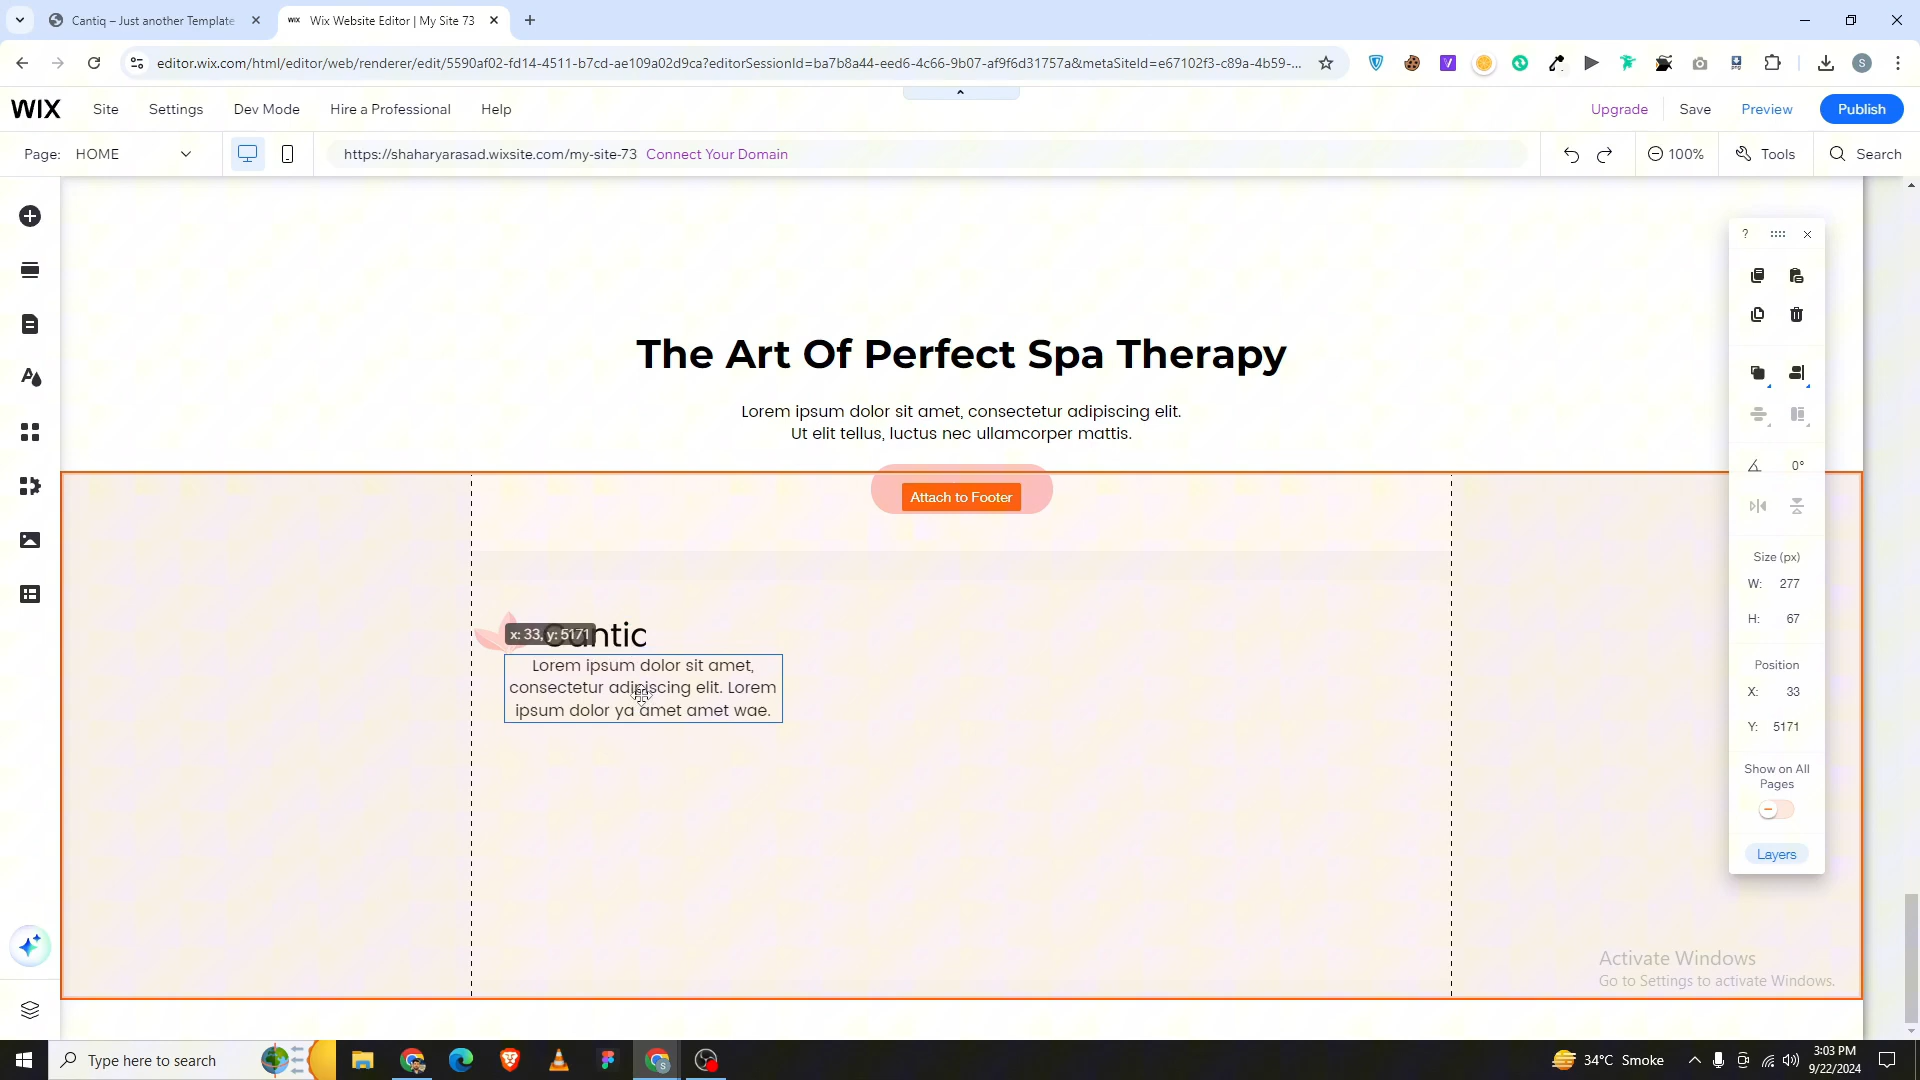 Cantiq – Just another Template
Wix Website Editor | My Site 73
editor.wix.com/html/editor/web/renderer/edit/5590af02-fd14-4511-b7cd-ae109a02d9ca?editorSessionId=ba7b8a44-eed6-4c66-9b07-af9f6d31757a&metaSiteId=e67102f3-c89a-4b59-...
WIX Site Settings Dev Mode Hire a Professional Help Upgrade Save Preview Publish
Page: HOME https://shaharyarasad.wixsite.com/my-site-73 Connect Your Domain 100% Tools Search
?
The Art Of Perfect Spa Therapy
Lorem ipsum dolor sit amet, consectetur adipiscing elit.
Ut elit tellus, luctus nec ullamcorper mattis.
0°
Attach to Footer
Size (px)
W: 277
H: 67
x: 33, y: 5171
Lorem ipsum dolor sit amet,
consectetur adipiscing elit. Lorem
ipsum dolor ya amet amet wae.
Position
X: 33
Y: 5171
Show on All
Pages
Layers
Activate Windows
Go to Settings to activate Windows.
Type here to search
34°C Smoke
3:03 PM
9/22/2024